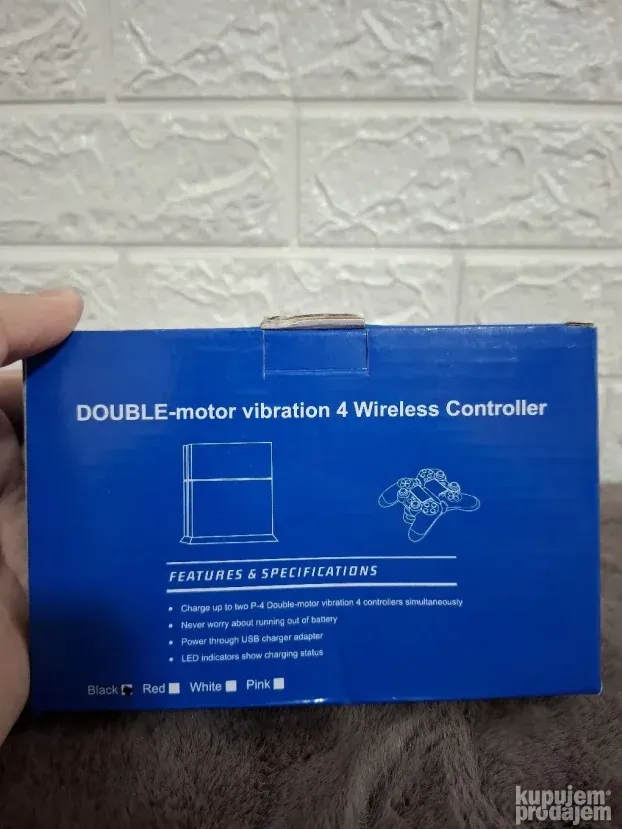 DOUBLE-motor vibration 4 Wireless Controller
FEATURES & SPECIFICATIONS
• Charge up to two P-4 Double-motor vibration 4 controllers simultaneously
• Never worry about running out of battery
• Power through USB charger adapter
• LED indicators show charging status
Black Red White Pink
kupujem
prodajem